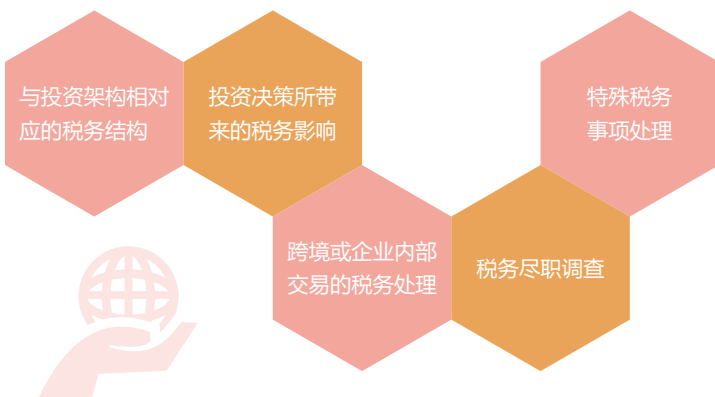 与投资架构相对
应的税务结构
投资决策所带
来的税务影响
跨境或企业内部
交易的税务处理
税务尽职调查
特殊税务
事项处理